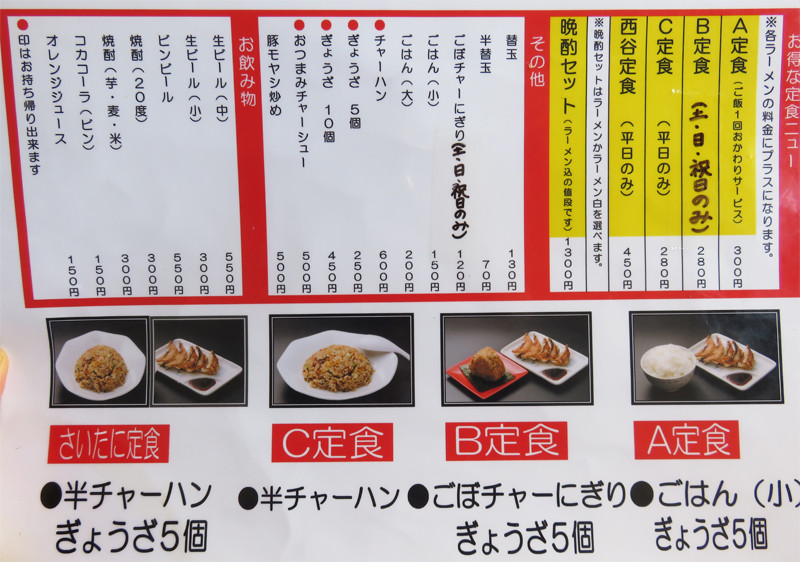 お得な定食ニュー
※各ラーメンの料金にプラスになります。
A定食(ご飯1回おかわりサービス) 300円
B定食 (土・日・祝日のみ) 280円
C定食 (平日のみ) 280円
西谷定食 (平日のみ) 450円
※晩酌セットはラーメンかラーメン白を選べます。
晩酌セット(ラーメン込の値段です) 1300円
その他
替玉 130円
半替玉 70円
ごぼチャーにぎり(土・日・祝日のみ) 120円
ごはん(小) 150円
ごはん(大) 200円
●チャーハン 600円
●ぎょうざ 5個 250円
●ぎょうざ 10個 450円
●おつまみチャーシュー 500円
豚モヤシ炒め 500円
お飲み物
生ビール(中) 550円
生ビール(小) 300円
ビンビール 550円
焼酎(20度) 300円
焼酎(芋・麦・米) 300円
コカコーラ(ビン) 150円
オレンジジュース 150円
●印はお持ち帰り出来ます
さいたに定食
●半チャーハン
ぎょうざ5個
C定食
●半チャーハン
B定食
●ごぼチャーにぎり
ぎょうざ5個
A定食
●ごはん(小)
ぎょうざ5個